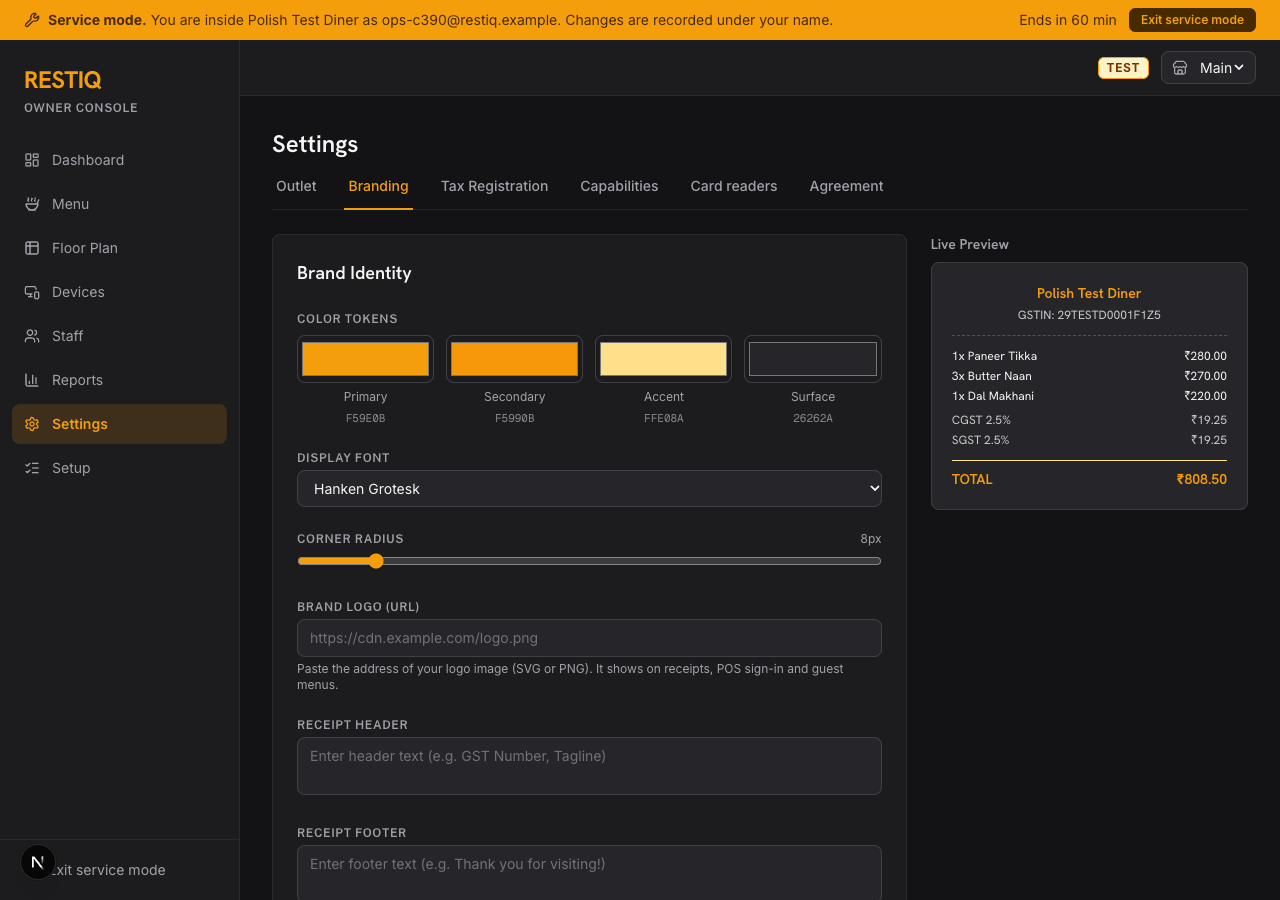 Service mode. You are inside Polish Test Diner as ops-c390@restiq.example. Changes are recorded under your name.
Ends in 60 min
Exit service mode
RESTIQ
OWNER CONSOLE
TEST
Main
Dashboard
Menu
Floor Plan
Devices
Staff
Reports
Settings
Setup
Exit service mode
N
Settings
Outlet
Branding
Tax Registration
Capabilities
Card readers
Agreement
Brand Identity
COLOR TOKENS
Primary
F59E0B
Secondary
F5990B
Accent
FFE08A
Surface
26262A
DISPLAY FONT
Hanken Grotesk
CORNER RADIUS
8px
BRAND LOGO (URL)
https://cdn.example.com/logo.png
Paste the address of your logo image (SVG or PNG). It shows on receipts, POS sign-in and guest
menus.
RECEIPT HEADER
Enter header text (e.g. GST Number, Tagline)
RECEIPT FOOTER
Enter footer text (e.g. Thank you for visiting!)
Live Preview
Polish Test Diner
GSTIN: 29TESTD0001F1Z5
1x Paneer Tikka ₹280.00
3x Butter Naan ₹270.00
1x Dal Makhani ₹220.00
CGST 2.5% ₹19.25
SGST 2.5% ₹19.25
TOTAL ₹808.50